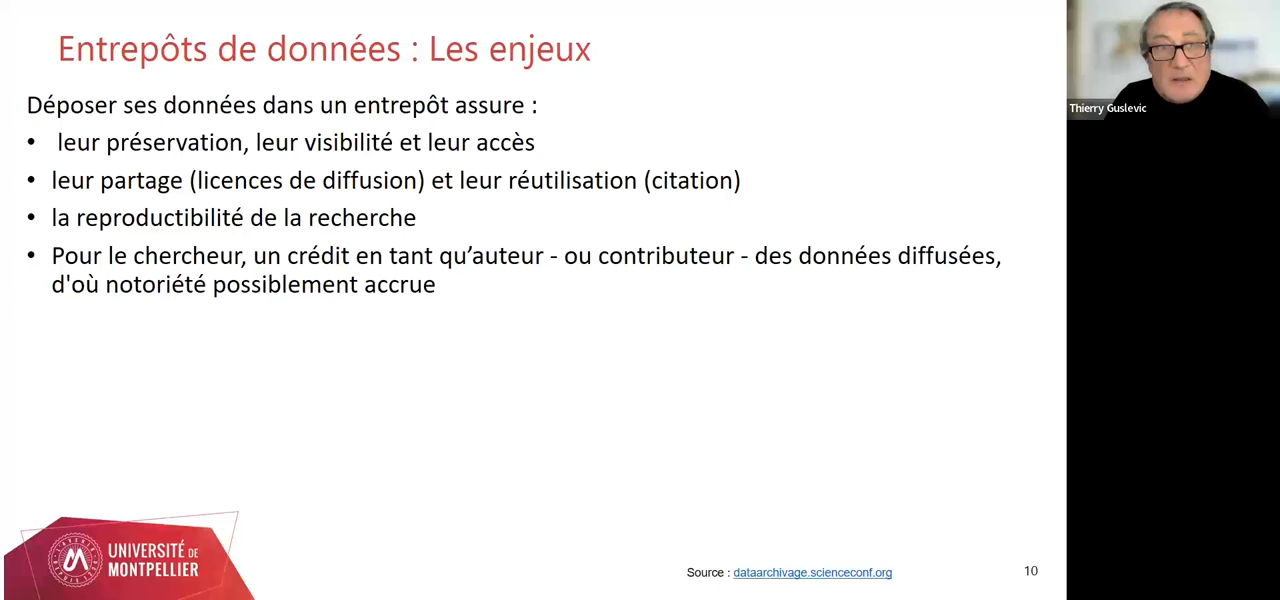 Entrepôts de données : Les enjeux
Déposer ses données dans un entrepôt assure :
• leur préservation, leur visibilité et leur accès
• leur partage (licences de diffusion) et leur réutilisation (citation)
• la reproductibilité de la recherche
• Pour le chercheur, un crédit en tant qu’auteur - ou contributeur - des données diffusées,
d'où notoriété possiblement accrue
Thierry Guslevic
UNIVERSITÉ DE
MONTPELLIER
Source : dataarchivage.scienceconf.org
10